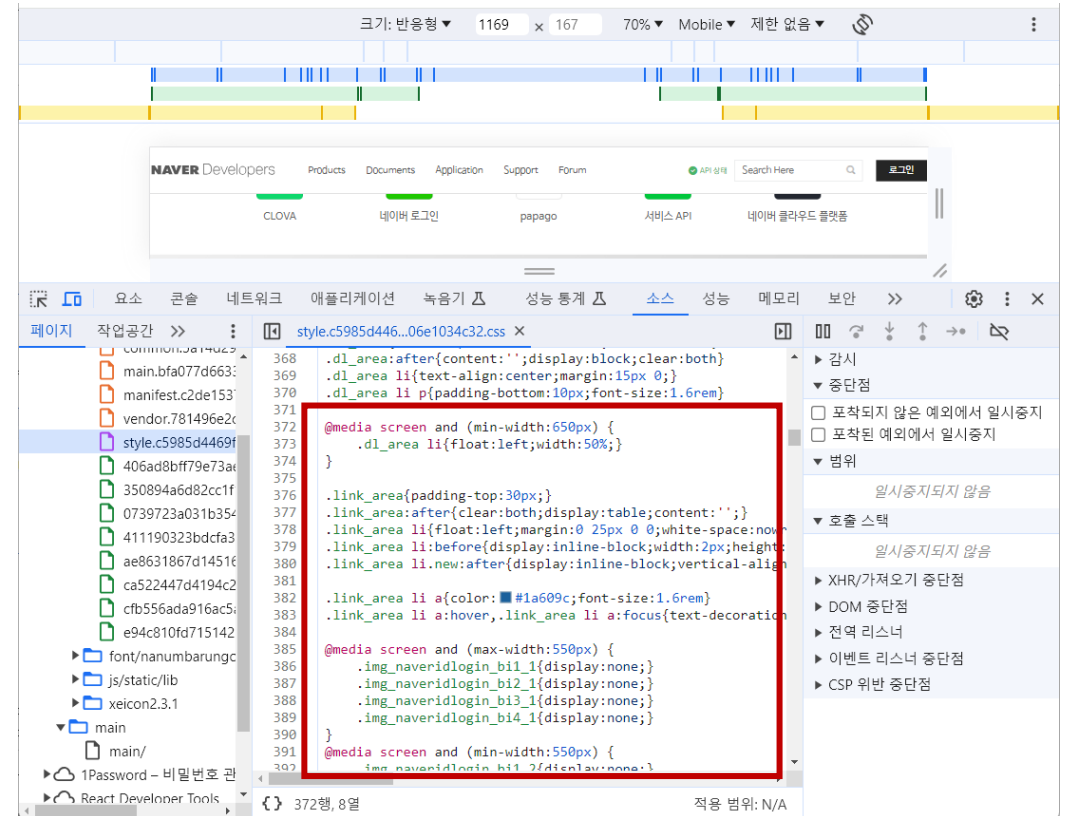 크기: 반응형 ▼ 1169 × 167 70% ▼ Mobile ▼ 제한 없음 ▼
NAVER Developers Products Documents Application Support Forum API 상태 Search Here 로그인
CLOVA 네이버 로그인 papago 서비스 API 네이버 클라우드 플랫폼
요소 콘솔 네트워크 애플리케이션 녹음기 성능 통계 소스 성능 메모리 보안
페이지 작업공간 style.c5985d446...06e1034c32.css ×
common.5a14d29
main.bfa077d663
manifest.c2de153
vendor.781496e2
style.c5985d4469f
406ad8bff79e73a
350894a6d82cc1f
0739723a031b354
411190323bdcfa3
ae8631867d14516
ca522447d4194c2
cfb556ada916ac5
e94c810fd715142
font/nanumbarungc
js/static/lib
xeicon2.3.1
main
main/
1Password – 비밀번호 관
React Developer Tools
368 .dl_area:after{content:'';display:block;clear:both}
369 .dl_area li{text-align:center;margin:15px 0;}
370 .dl_area li p{padding-bottom:10px;font-size:1.6rem}
371
372 @media screen and (min-width:650px) {
373 .dl_area li{float:left;width:50%;}
374 }
375
376 .link_area{padding-top:30px;}
377 .link_area:after{clear:both;display:table;content:'';}
378 .link_area li{float:left;margin:0 25px 0 0;white-space:nowr
379 .link_area li:before{display:inline-block;width:2px;height:
380 .link_area li.new:after{display:inline-block;vertical-align
381
382 .link_area li a{color:#1a609c;font-size:1.6rem}
383 .link_area li a:hover,.link_area li a:focus{text-decoration
384
385 @media screen and (max-width:550px) {
386 .img_naveridlogin_bi1_1{display:none;}
387 .img_naveridlogin_bi2_1{display:none;}
388 .img_naveridlogin_bi3_1{display:none;}
389 .img_naveridlogin_bi4_1{display:none;}
390 }
391 @media screen and (min-width:550px) {
392 .img_naveridlogin_bi1_2{display:none;}
{} 372행, 8열 적용 범위: N/A
감시
중단점
포착되지 않은 예외에서 일시중지
포착된 예외에서 일시중지
범위
일시중지되지 않음
호출 스택
일시중지되지 않음
XHR/가져오기 중단점
DOM 중단점
전역 리스너
이벤트 리스너 중단점
CSP 위반 중단점